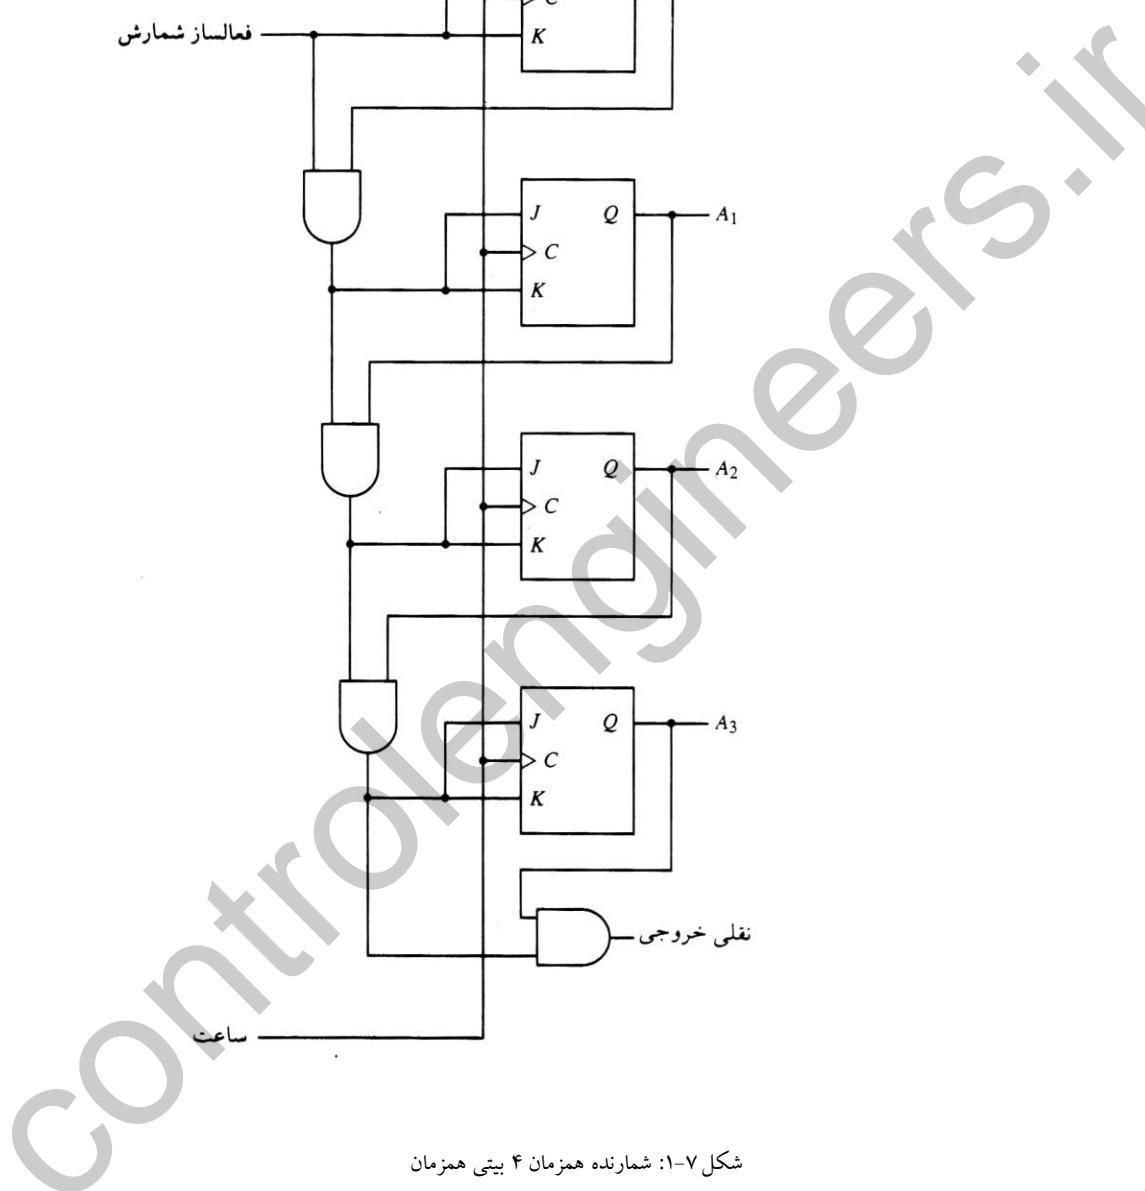 C
فعالساز شمارش
K
J
Q
A1
C
K
J
Q
A2
C
K
J
Q
A3
C
K
نقلی خروجی
ساعت
شکل ۷-۱: شمارنده همزمان ۴ بیتی همزمان
controlengineers.ir